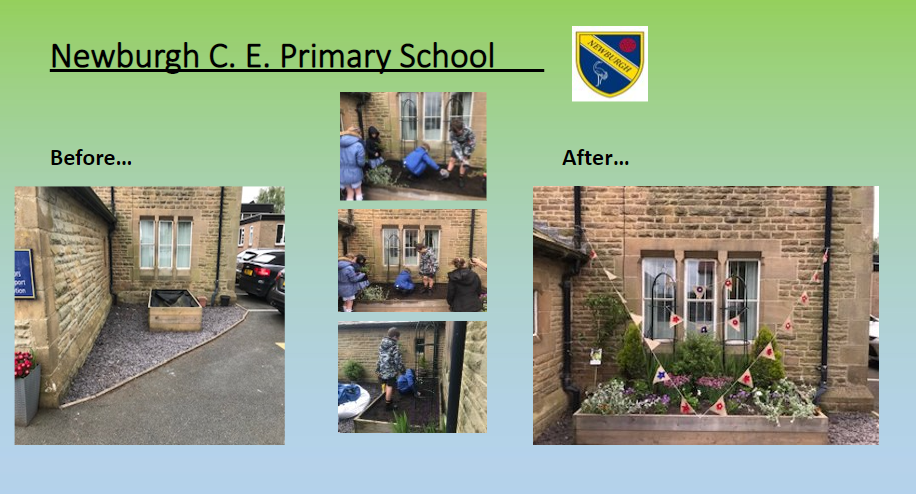 Newburgh C. E. Primary School
NEWBURGH
Before...
After...